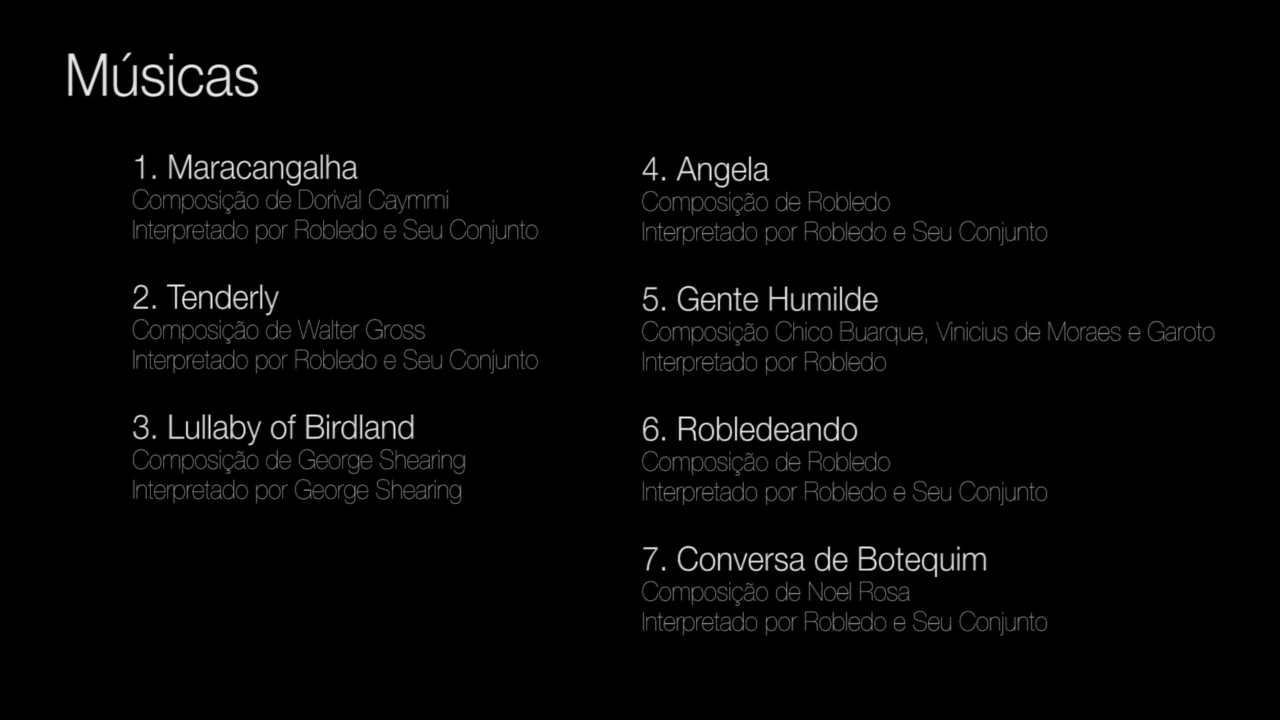 Músicas
1. Maracangalha
Composição de Dorival Caymmi
Interpretado por Robledo e Seu Conjunto
2. Tenderly
Composição de Walter Gross
Interpretado por Robledo e Seu Conjunto
3. Lullaby of Birdland
Composição de George Shearing
Interpretado por George Shearing
4. Angela
Composição de Robledo
Interpretado por Robledo e Seu Conjunto
5. Gente Humilde
Composição Chico Buarque, Vinicius de Moraes e Garoto
Interpretado por Robledo
6. Robledeando
Composição de Robledo
Interpretado por Robledo e Seu Conjunto
7. Conversa de Botequim
Composição de Noel Rosa
Interpretado por Robledo e Seu Conjunto